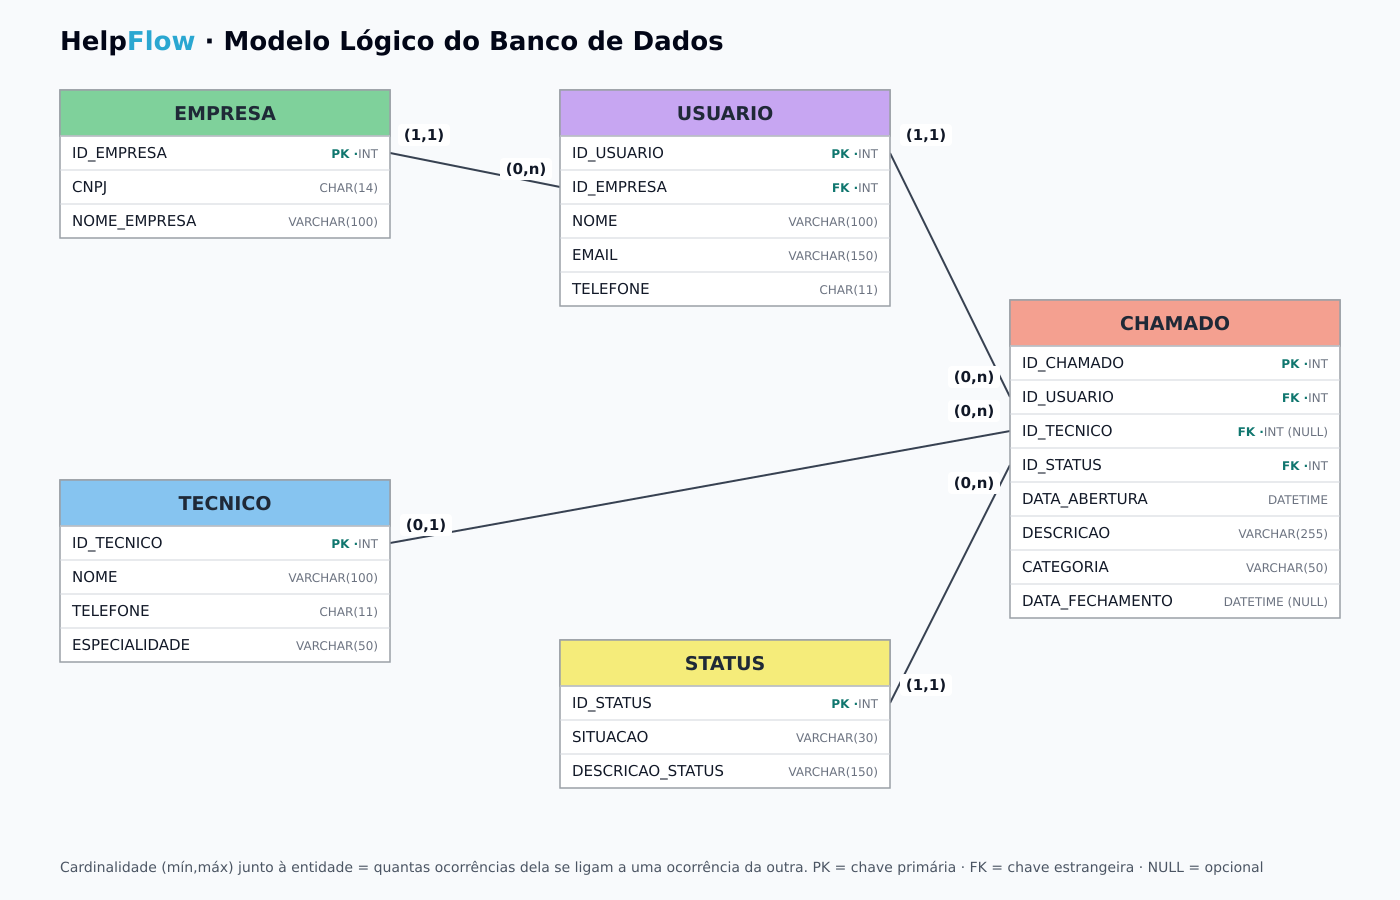 HelpFlow · Modelo Lógico do Banco de Dados
EMPRESA
ID_EMPRESA PK · INT
CNPJ CHAR(14)
NOME_EMPRESA VARCHAR(100)
(1,1)
(0,n)
USUARIO
ID_USUARIO PK · INT
ID_EMPRESA FK · INT
NOME VARCHAR(100)
EMAIL VARCHAR(150)
TELEFONE CHAR(11)
(1,1)
(0,n)
CHAMADO
ID_CHAMADO PK · INT
ID_USUARIO FK · INT
ID_TECNICO FK · INT (NULL)
ID_STATUS FK · INT
DATA_ABERTURA DATETIME
DESCRICAO VARCHAR(255)
CATEGORIA VARCHAR(50)
DATA_FECHAMENTO DATETIME (NULL)
(0,n)
(0,n)
TECNICO
ID_TECNICO PK · INT
NOME VARCHAR(100)
TELEFONE CHAR(11)
ESPECIALIDADE VARCHAR(50)
(0,1)
STATUS
ID_STATUS PK · INT
SITUACAO VARCHAR(30)
DESCRICAO_STATUS VARCHAR(150)
(1,1)
Cardinalidade (mín,máx) junto à entidade = quantas ocorrências dela se ligam a uma ocorrência da outra. PK = chave primária · FK = chave estrangeira · NULL = opcional